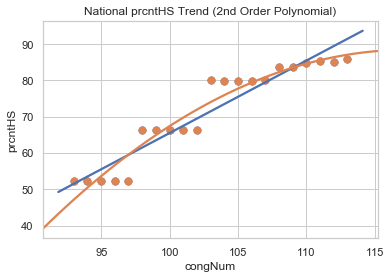 National prcntHS Trend (2nd Order Polynomial)
90
80
70
60
50
40
prcntHS
95 100 105 110 115
congNum